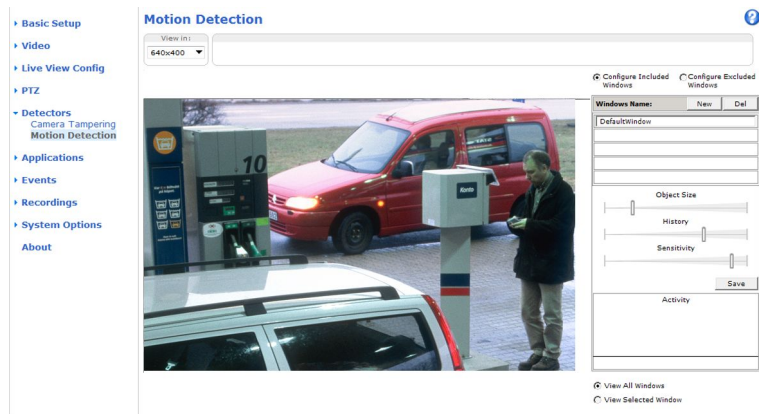 Motion Detection
?
Basic Setup
Video
Live View Config
PTZ
Detectors
Camera Tampering
Motion Detection
Applications
Events
Recordings
System Options
About
View in:
640x400
Configure Included Windows
Configure Excluded Windows
Windows Name:
New
Del
DefaultWindow
10
Konto
Object Size
History
Sensitivity
Save
Activity
View All Windows
View Selected Window